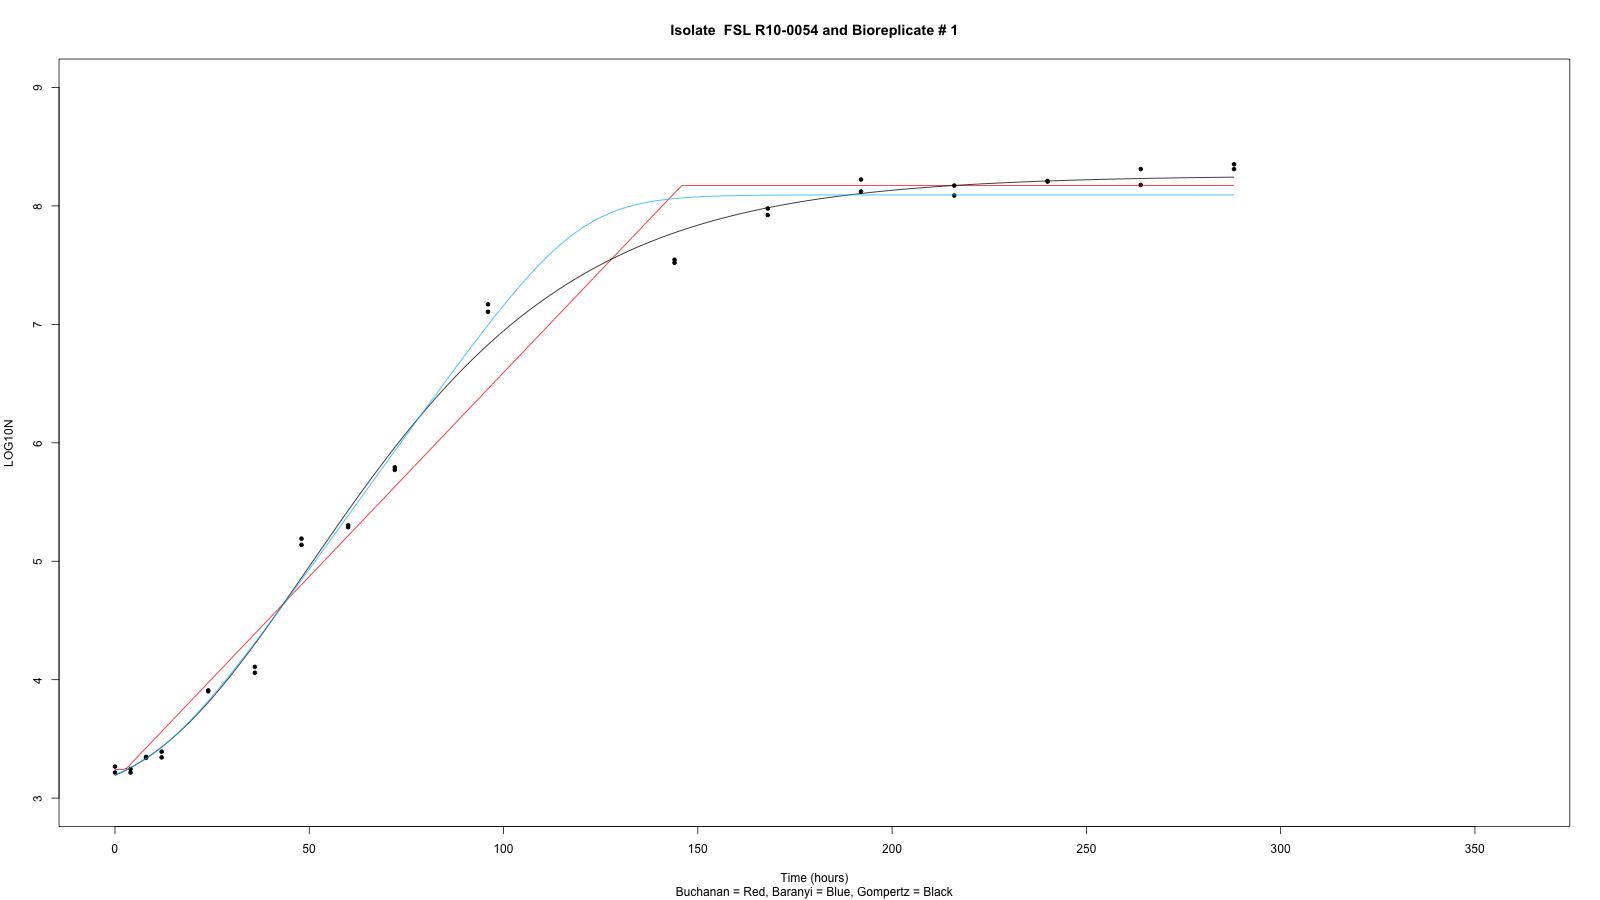 Isolate  FSL R10-0054 and Bioreplicate # 1
9
8
7
6
5
4
3
LOG10N
0 50 100 150 200 250 300 350
Time (hours)
Buchanan = Red, Baranyi = Blue, Gompertz = Black